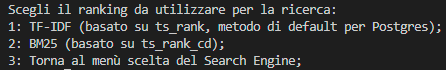 Scegli il ranking da utilizzare per la ricerca:
1: TF-IDF (basato su ts_rank, metodo di default per Postgres);
2: BM25 (basato su ts_rank_cd);
3: Torna al menù scelta del Search Engine;